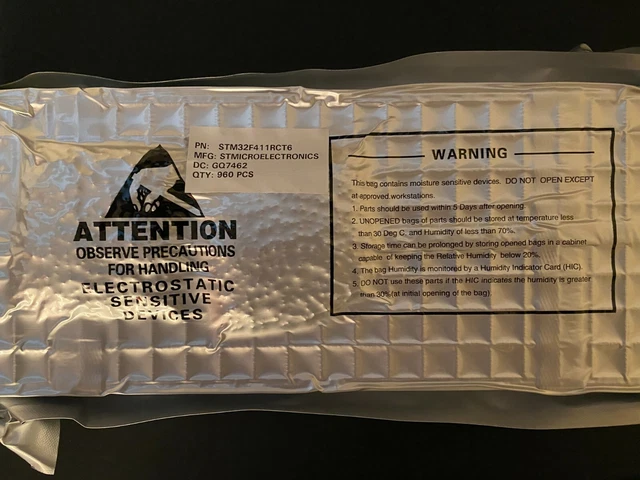 PN: STM32F411RCT6
MFG: STMICROELECTRONICS
DC: GQ7462
QTY: 960 PCS
ATTENTION
OBSERVE PRECAUTIONS
FOR HANDLING
ELECTROSTATIC
SENSITIVE
DEVICES
WARNING
This bag contains moisture sensitive devices. DO NOT OPEN EXCEPT
at approved workstations.
1. Parts should be used within 5 Days after opening.
2. UNOPENED bags of parts should be stored at temperature less
than 30 Deg C, and Humidity of less than 70%.
3. Storage time can be prolonged by storing opened bags in a cabinet
capable of keeping the Relative Humidity below 20%.
4. The bag Humidity is monitored by a Humidity Indicator Card (HIC).
5. DO NOT use these parts if the HIC indicates the humidity is greater
than 30%(at initial opening of the bag).